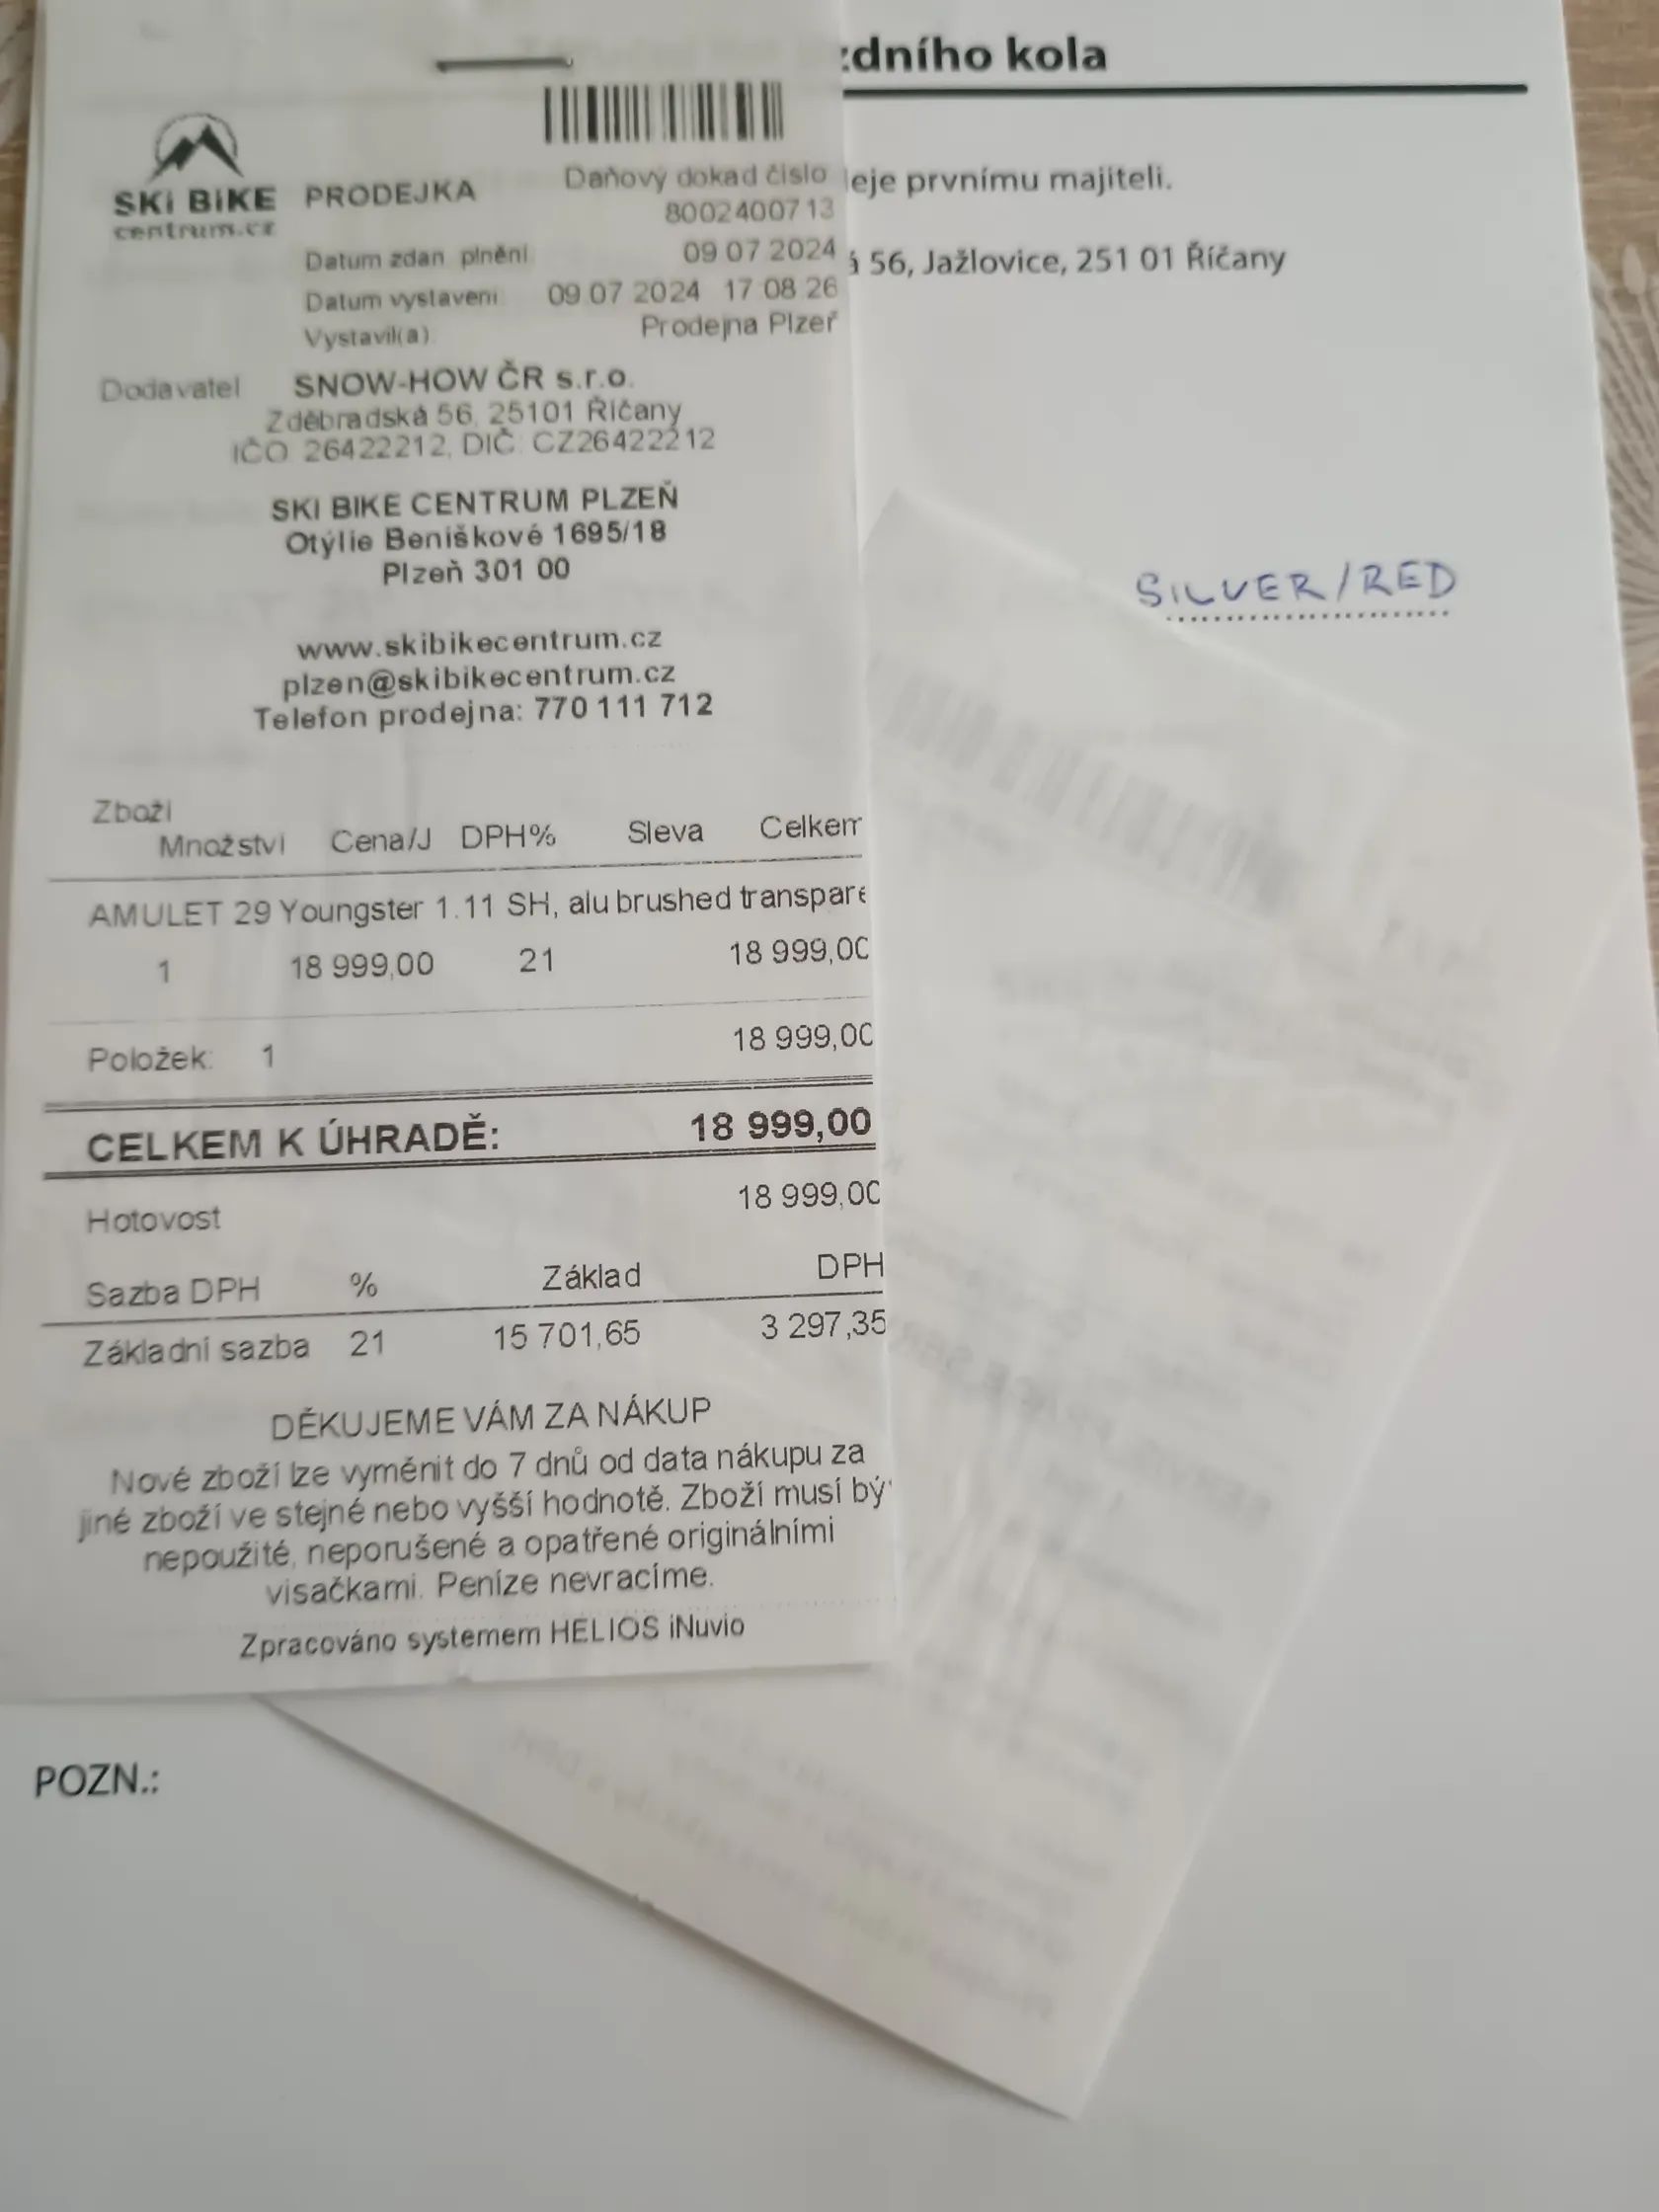 zdního kola
SKI BIKE
centrum.cz
PRODEJKA
Daňový dokad číslo
8002400713
eje prvnímu majiteli.
Datum zdan. plnění
09 07 2024
á 56, Jažlovice, 251 01 Říčany
Datum vystavení
09.07 2024 17 08 26
Vystavil(a)
Prodejna Plzeň
Dodavatel SNOW-HOW ČR s.r.o.
Zděbradská 56, 25101 Říčany
IČO 26422212, DIČ: CZ26422212
SKI BIKE CENTRUM PLZEŇ
Otýlie Beniškové 1695/18
Plzeň 301 00
SILVER/RED
www.skibikecentrum.cz
plzen@skibikecentrum.cz
Telefon prodejna: 770 111 712
Zboží
Množství Cena/J DPH% Sleva Celkem
AMULET 29 Youngster 1.11 SH, alu brushed transpare
1 18 999,00 21 18 999,00
Položek: 1 18 999,00
CELKEM K ÚHRADĚ: 18 999,00
Hotovost 18 999,00
Sazba DPH % Základ DPH
Základní sazba 21 15 701,65 3 297,35
DĚKUJEME VÁM ZA NÁKUP
Nové zboží lze vyměnit do 7 dnů od data nákupu za
jiné zboží ve stejné nebo vyšší hodnotě. Zboží musí být
nepoužité, neporušené a opatřené originálními
visačkami. Peníze nevracíme.
Zpracováno systemem HELIOS iNuvio
POZN.: